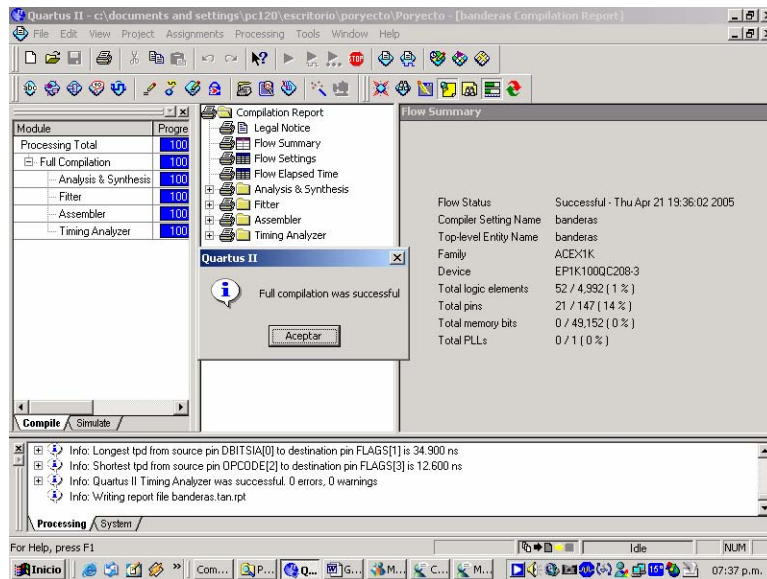 Quartus II - c:\documents and settings\pc120\escritorio\poryecto\Poryecto - [banderas Compilation Report]
File Edit View Project Assignments Processing Tools Window Help
Module Progre
Processing Total 100
Full Compilation 100
Analysis & Synthesis 100
Fitter 100
Assembler 100
Timing Analyzer 100
Compile Simulate
Compilation Report
Legal Notice
Flow Summary
Flow Settings
Flow Elapsed Time
Analysis & Synthesis
Fitter
Assembler
Timing Analyzer
Flow Summary
Flow Status Successful - Thu Apr 21 19:36:02 2005
Compiler Setting Name banderas
Top-level Entity Name banderas
Family ACEX1K
Device EP1K100QC208-3
Total logic elements 52 / 4,992 ( 1 % )
Total pins 21 / 147 ( 14 % )
Total memory bits 0 / 49,152 ( 0 % )
Total PLLs 0 / 1 ( 0 % )
Quartus II
Full compilation was successful
Aceptar
Info: Longest tpd from source pin DBITSIA[0] to destination pin FLAGS[1] is 34.900 ns
Info: Shortest tpd from source pin OPCODE[2] to destination pin FLAGS[3] is 12.600 ns
Info: Quartus II Timing Analyzer was successful. 0 errors, 0 warnings
Info: Writing report file banderas.tan.rpt
Processing System
For Help, press F1 Idle NUM
Inicio Com... P... Q... G... M... C... M... 07:37 p.m.